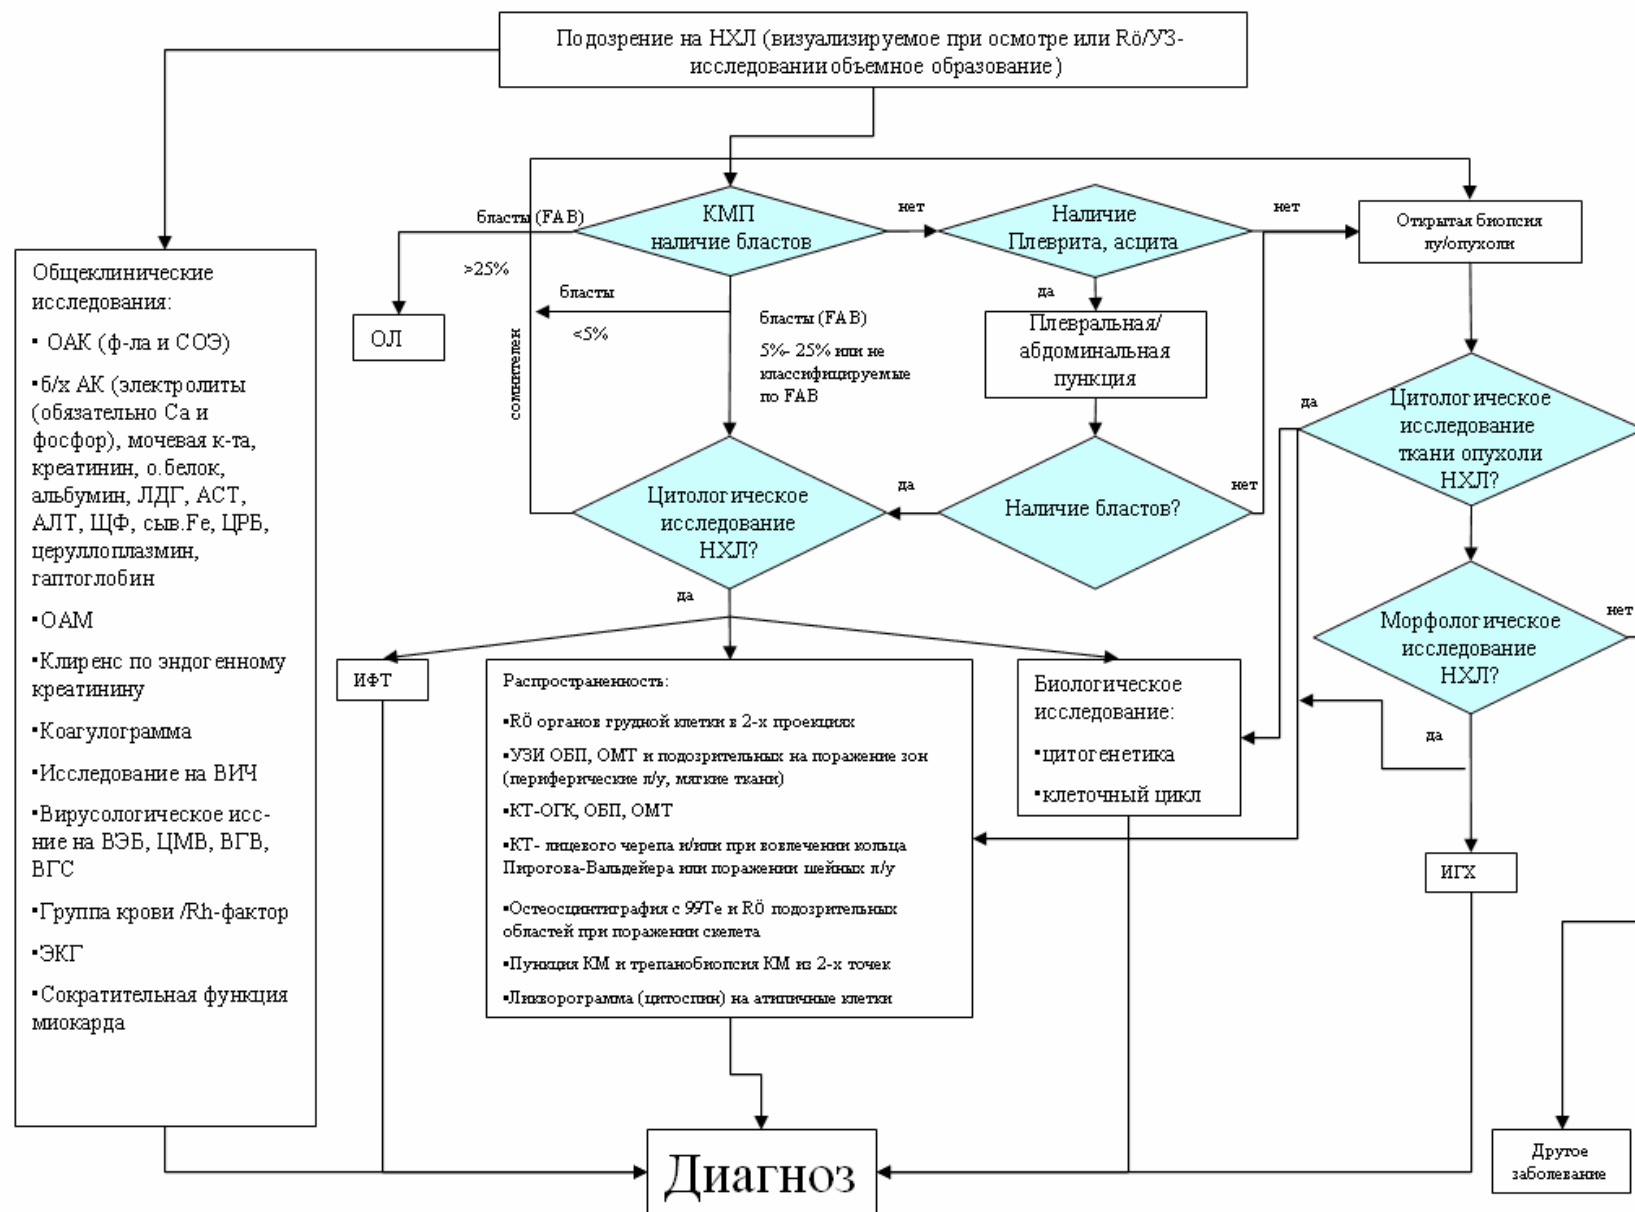 Подозрение на НХЛ (визуализируемое при осмотре или Rö/УЗ-
исследовании объемное образование)
Общеклинические
исследования:
▪ ОАК (ф-ла и СОЭ)
▪б/х АК (электролиты
(обязательно Ca и
фосфор), мочевая к-та,
креатинин, о.белок,
альбумин, ЛДГ, АСТ,
АЛТ, ЩФ, сыв.Fe, ЦРБ,
церуллоплазмин,
гаптоглобин
▪ОАМ
▪Клиренс по эндогенному
креатинину
▪Коагулограмма
▪Исследование на ВИЧ
▪Вирусологическое исс-
ние на ВЭБ, ЦМВ, ВГВ,
ВГС
▪Группа крови /Rh-фактор
▪ЭКГ
▪Сократительная функция
миокарда
бласты (FAB)
>25%
ОЛ
КМП
наличие бластов
нет
бласты
<5%
сомнителен
бласты (FAB)
5%- 25% или не
классифицируемые
по FAB
Наличие
Плеврита, асцита
нет
да
Плевральная/
абдоминальная
пункция
Наличие бластов?
да
нет
Цитологическое
исследование
НХЛ?
да
Открытая биопсия
лу/опухоли
Цитологическое
исследование
ткани опухоли
НХЛ?
да
Морфологическое
исследование
НХЛ?
нет
да
ИФТ
Распространенность:
▪RÖ органов грудной клетки в 2-х проекциях
▪УЗИ ОБП, ОМТ и подозрительных на поражение зон
(периферические л/у, мягкие ткани)
▪КТ-ОГК, ОБП, ОМТ
▪КТ- лицевого черепа и/или при вовлечении кольца
Пирогова-Вальдейера или поражении шейных л/у
▪Остеосцинтиграфия с 99Te и RÖ подозрительных
областей при поражении скелета
▪Пункция КМ и трепанобиопсия КМ из 2-х точек
▪Ликворограмма (цитоспин) на атипичные клетки
Биологическое
исследование:
▪цитогенетика
▪клеточный цикл
ИГХ
Диагноз
Другое
заболевание